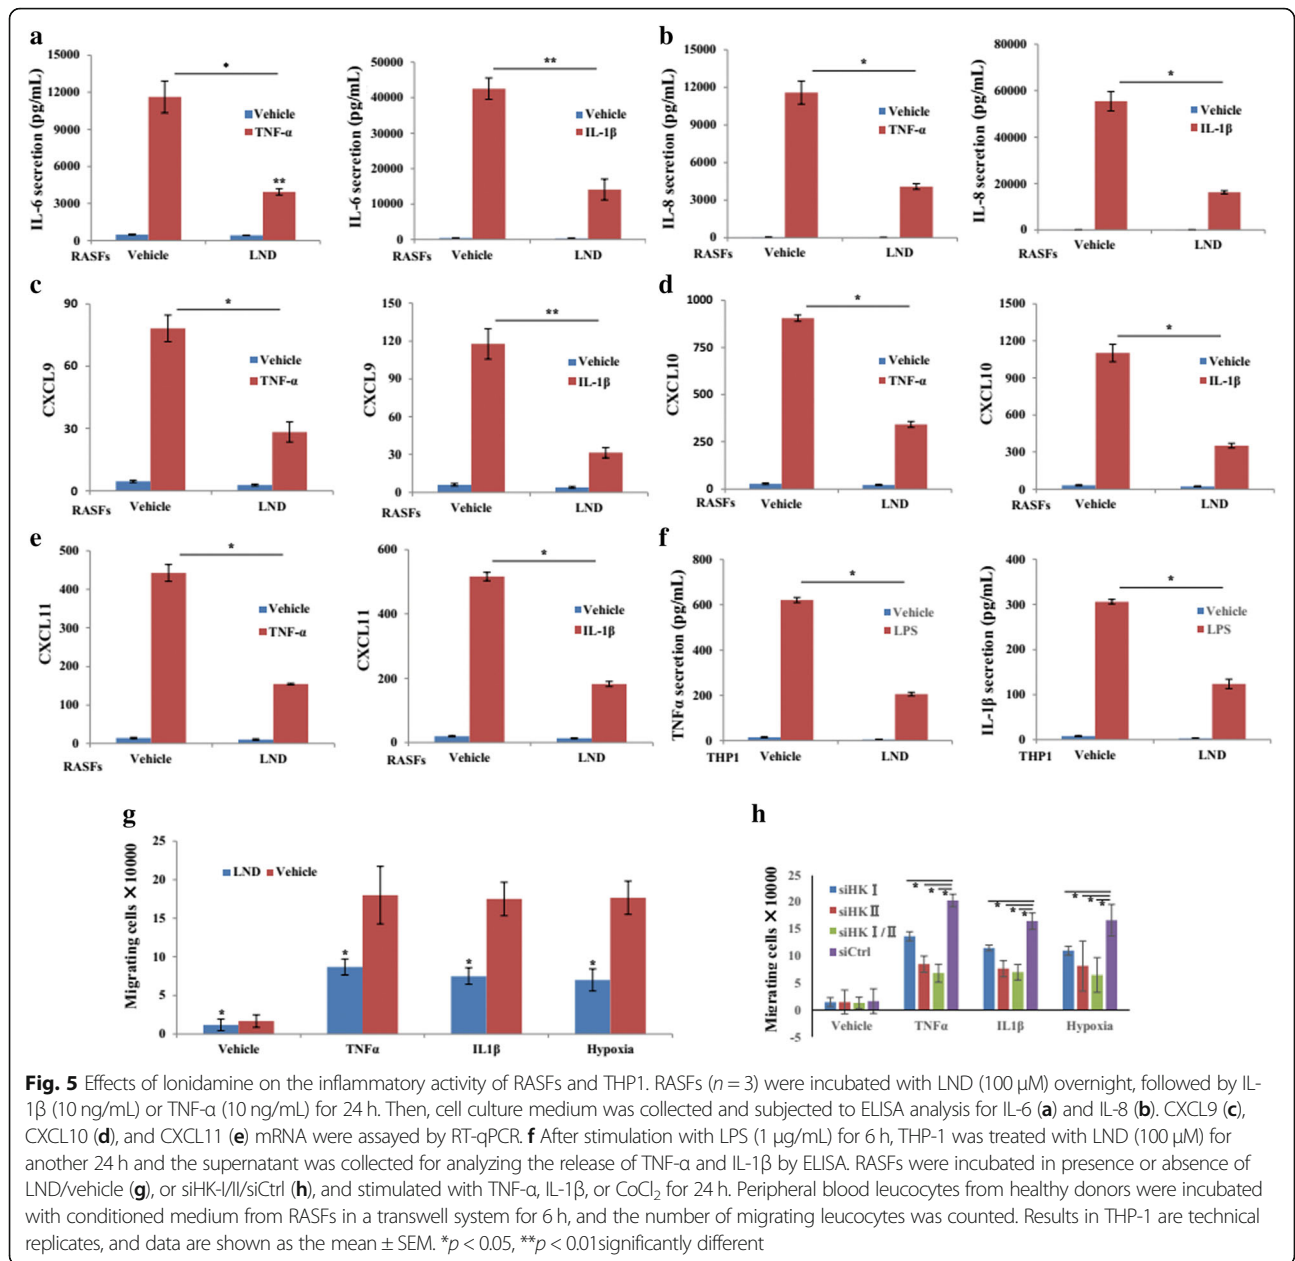 a
IL-6 secretion (pg/mL)
15000
12000
9000
6000
3000
0
◆
**
Vehicle
TNF-α
RASFs
Vehicle
LND
IL-6 secretion (pg/mL)
50000
40000
30000
20000
10000
0
**
Vehicle
IL-1β
RASFs
Vehicle
LND
b
IL-8 secretion (pg/mL)
15000
12000
9000
6000
3000
0
*
Vehicle
TNF-α
RASFs
Vehicle
LND
IL-8 secretion (pg/mL)
80000
60000
40000
20000
0
*
Vehicle
IL-1β
RASFs
Vehicle
LND
c
CXCL9
90
60
30
0
*
Vehicle
TNF-α
RASFs
Vehicle
LND
CXCL9
150
120
90
60
30
0
**
Vehicle
IL-1β
RASFs
Vehicle
LND
d
CXCL10
1000
750
500
250
0
*
Vehicle
TNF-α
RASFs
Vehicle
LND
CXCL10
1500
1200
900
600
300
0
*
Vehicle
IL-1β
RASFs
Vehicle
LND
e
CXCL11
500
400
300
200
100
0
*
Vehicle
TNF-α
RASFs
Vehicle
LND
CXCL11
600
400
200
0
*
Vehicle
IL-1β
RASFs
Vehicle
LND
f
TNFα secretion (pg/mL)
800
600
400
200
0
*
Vehicle
LPS
THP1
Vehicle
LND
IL-1β secretion (pg/mL)
400
300
200
100
0
*
Vehicle
LPS
THP1
Vehicle
LND
g
Migrating cells ×10000
25
20
15
10
5
0
LND Vehicle
*
*
*
*
Vehicle
TNFα
IL1β
Hypoxia
h
Migrating cells ×10000
25
20
15
10
5
0
-5
siHK Ⅰ
siHK Ⅱ
siHK Ⅰ/Ⅱ
siCtrl
* * *
* * *
* * *
Vehicle
TNFα
IL1β
Hypoxia
Fig. 5 Effects of lonidamine on the inflammatory activity of RASFs and THP1. RASFs (n = 3) were incubated with LND (100 μM) overnight, followed by IL-
1β (10 ng/mL) or TNF-α (10 ng/mL) for 24 h. Then, cell culture medium was collected and subjected to ELISA analysis for IL-6 (a) and IL-8 (b). CXCL9 (c),
CXCL10 (d), and CXCL11 (e) mRNA were assayed by RT-qPCR. f After stimulation with LPS (1 μg/mL) for 6 h, THP-1 was treated with LND (100 μM) for
another 24 h and the supernatant was collected for analyzing the release of TNF-α and IL-1β by ELISA. RASFs were incubated in presence or absence of
LND/vehicle (g), or siHK-I/II/siCtrl (h), and stimulated with TNF-α, IL-1β, or CoCl₂ for 24 h. Peripheral blood leucocytes from healthy donors were incubated
with conditioned medium from RASFs in a transwell system for 6 h, and the number of migrating leucocytes was counted. Results in THP-1 are technical
replicates, and data are shown as the mean ± SEM. *p < 0.05, **p < 0.01significantly different